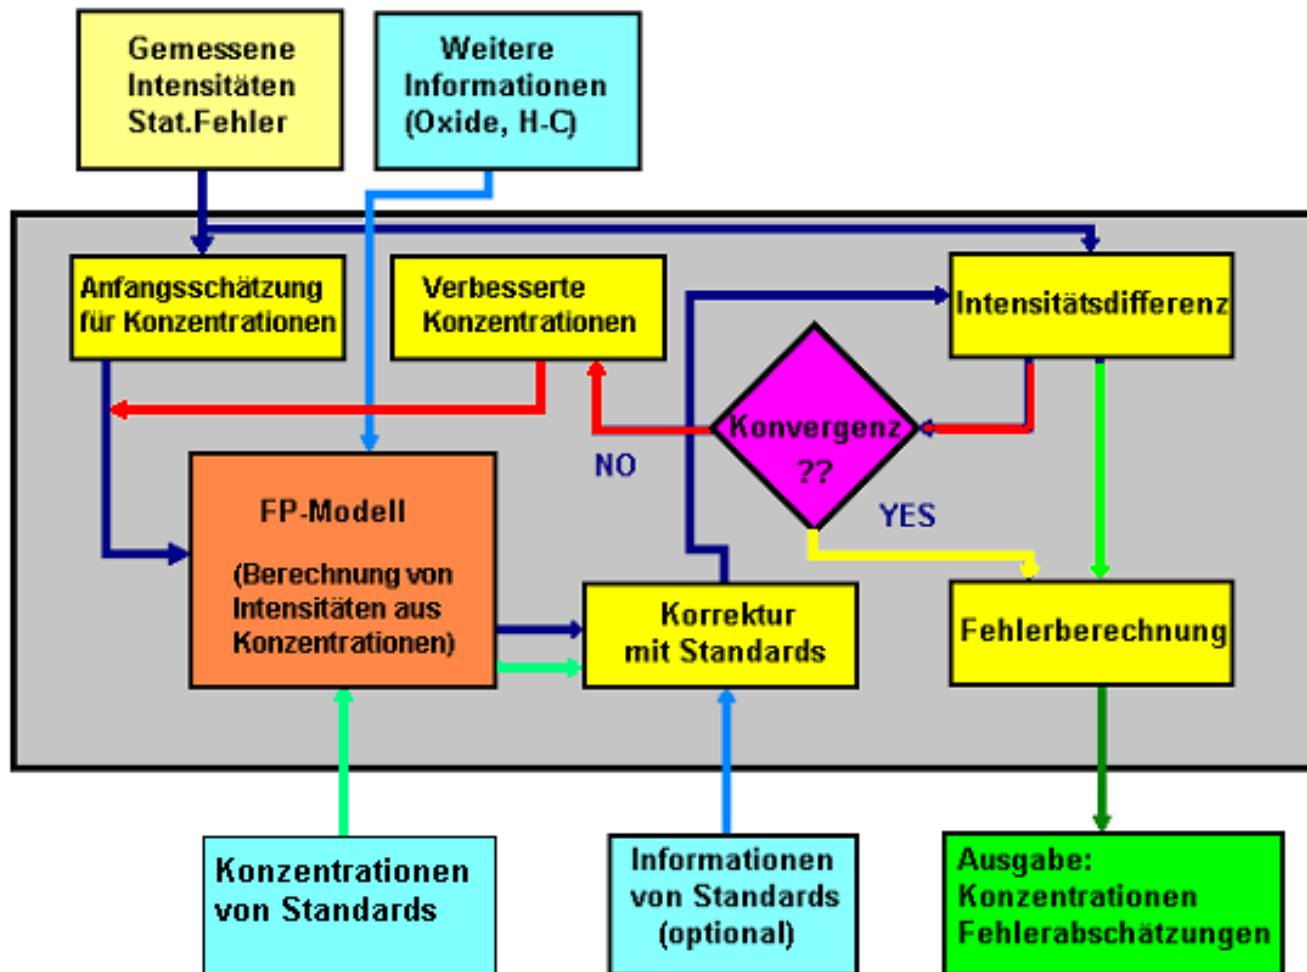 Gemessene
Intensitäten
Stat.Fehler
Weitere
Informationen
(Oxide, H-C)
Anfangsschätzung
für Konzentrationen
Verbesserte
Konzentrationen
Intensitätsdifferenz
Konvergenz
??
NO
YES
FP-Modell
(Berechnung von
Intensitäten aus
Konzentrationen)
Korrektur
mit Standards
Fehlerberechnung
Konzentrationen
von Standards
Informationen
von Standards
(optional)
Ausgabe:
Konzentrationen
Fehlerabschätzungen